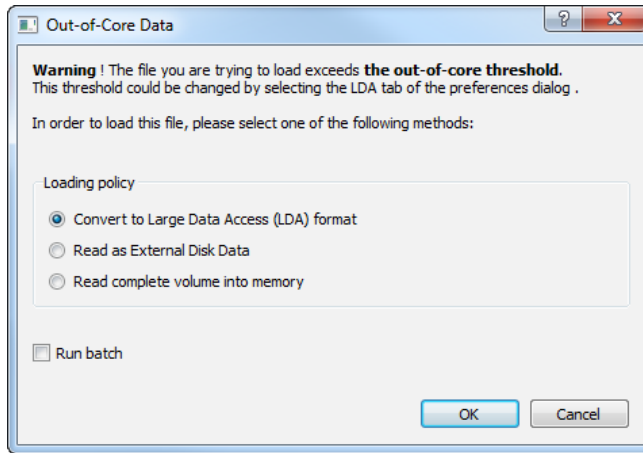 Out-of-Core Data
Warning ! The file you are trying to load exceeds the out-of-core threshold.
This threshold could be changed by selecting the LDA tab of the preferences dialog .
In order to load this file, please select one of the following methods:
Loading policy
Convert to Large Data Access (LDA) format
Read as External Disk Data
Read complete volume into memory
Run batch
OK Cancel